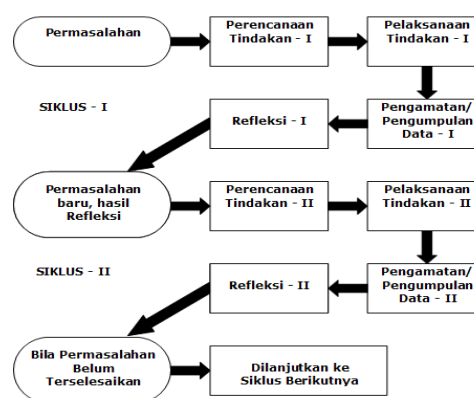 Permasalahan
Perencanaan
Tindakan - I
Pelaksanaan
Tindakan - I
SIKLUS - I
Refleksi - I
Pengamatan/
Pengumpulan
Data - I
Permasalahan
baru, hasil
Refleksi
Perencanaan
Tindakan - II
Pelaksanaan
Tindakan - II
SIKLUS - II
Refleksi - II
Pengamatan/
Pengumpulan
Data - II
Bila Permasalahan
Belum
Terselesaikan
Dilanjutkan ke
Siklus Berikutnya